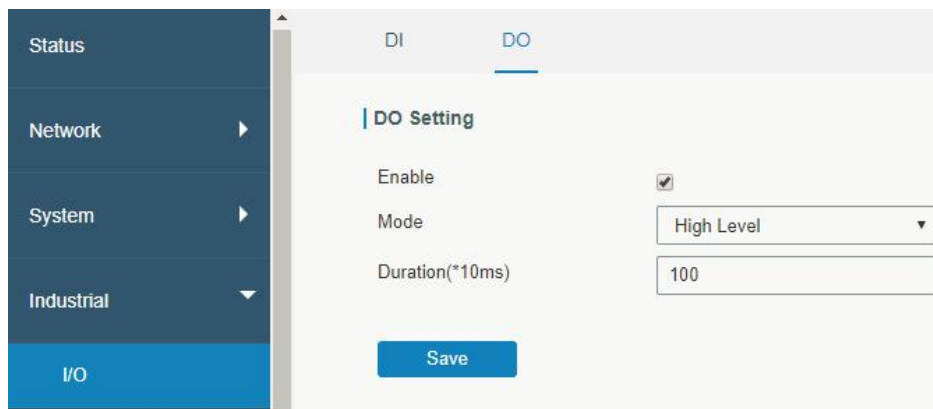 Status
Network
System
Industrial
I/O
DI DO
DO Setting
Enable
Mode High Level
Duration(*10ms) 100
Save